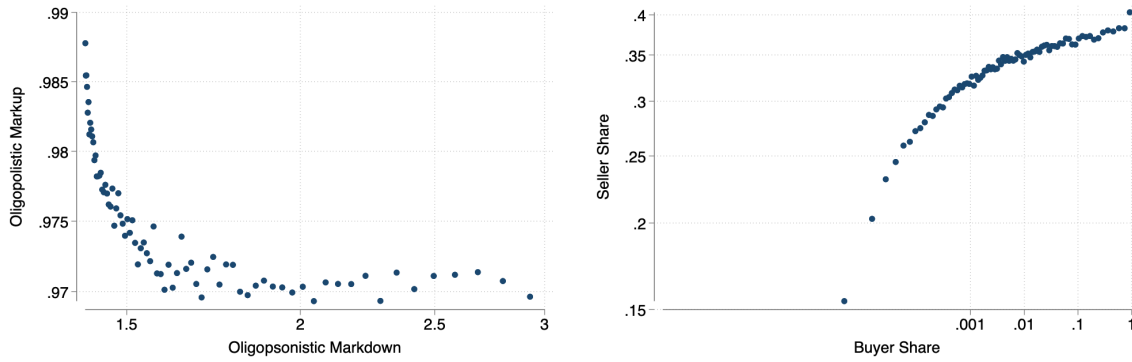 .99
.985
.98
.975
.97
Oligopolistic Markup
1.5 2 2.5 3
Oligopsonistic Markdown
.4
.35
.3
.25
.2
.15
Seller Share
.001 .01 .1 1
Buyer Share